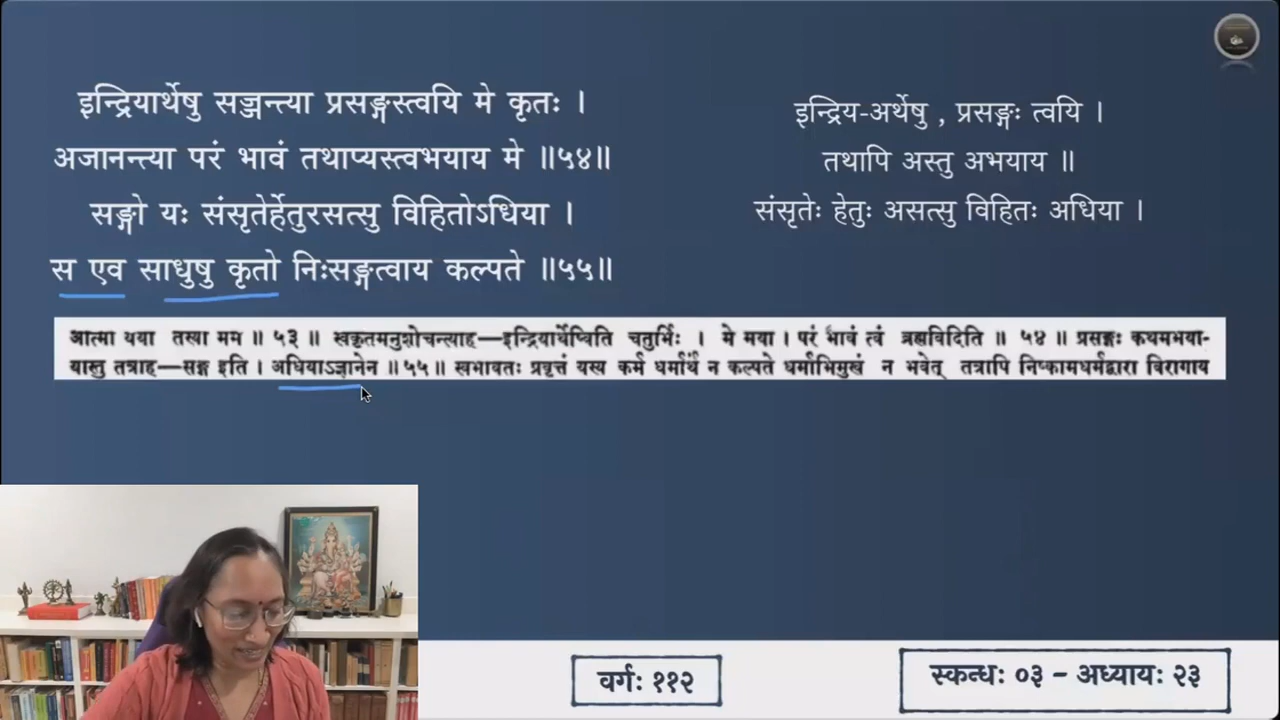 इन्द्रियार्थेषु सज्जन्त्या प्रसङ्गस्त्वयि मे कृतः ।
अजानन्त्या परं भावं तथाप्यस्त्वभयाय मे ॥५४॥
सङ्गो यः संसृतेर्हेतुरसत्सु विहितोऽधिया ।
स एव साधुषु कृतो निःसङ्गत्वाय कल्पते ॥५५॥
इन्द्रिय-अर्थेषु , प्रसङ्गः त्वयि ।
तथापि अस्तु अभयाय ॥
संसृतेः हेतुः असत्सु विहितः अधिया ।
आत्मा यया तस्या मम ॥ ५३ ॥ स्वकृतमनुशोचन्त्याह—इन्द्रियार्थेष्विति चतुर्भिः । मे मया । परं भावं त्वं ब्रह्मविदिति ॥ ५४ ॥ प्रसङ्गः कथमभया-
यास्तु तत्राह—सङ्ग इति । अधियाऽज्ञानेन ॥ ५५ ॥ स्वभावतः प्रवृत्तं यस्य कर्म धर्मार्थं न कल्पते धर्माभिमुखं न भवेत् तत्रापि निष्कामधर्मद्वारा विरागाय
वर्गः ११२
स्कन्धः ०३ – अध्यायः २३